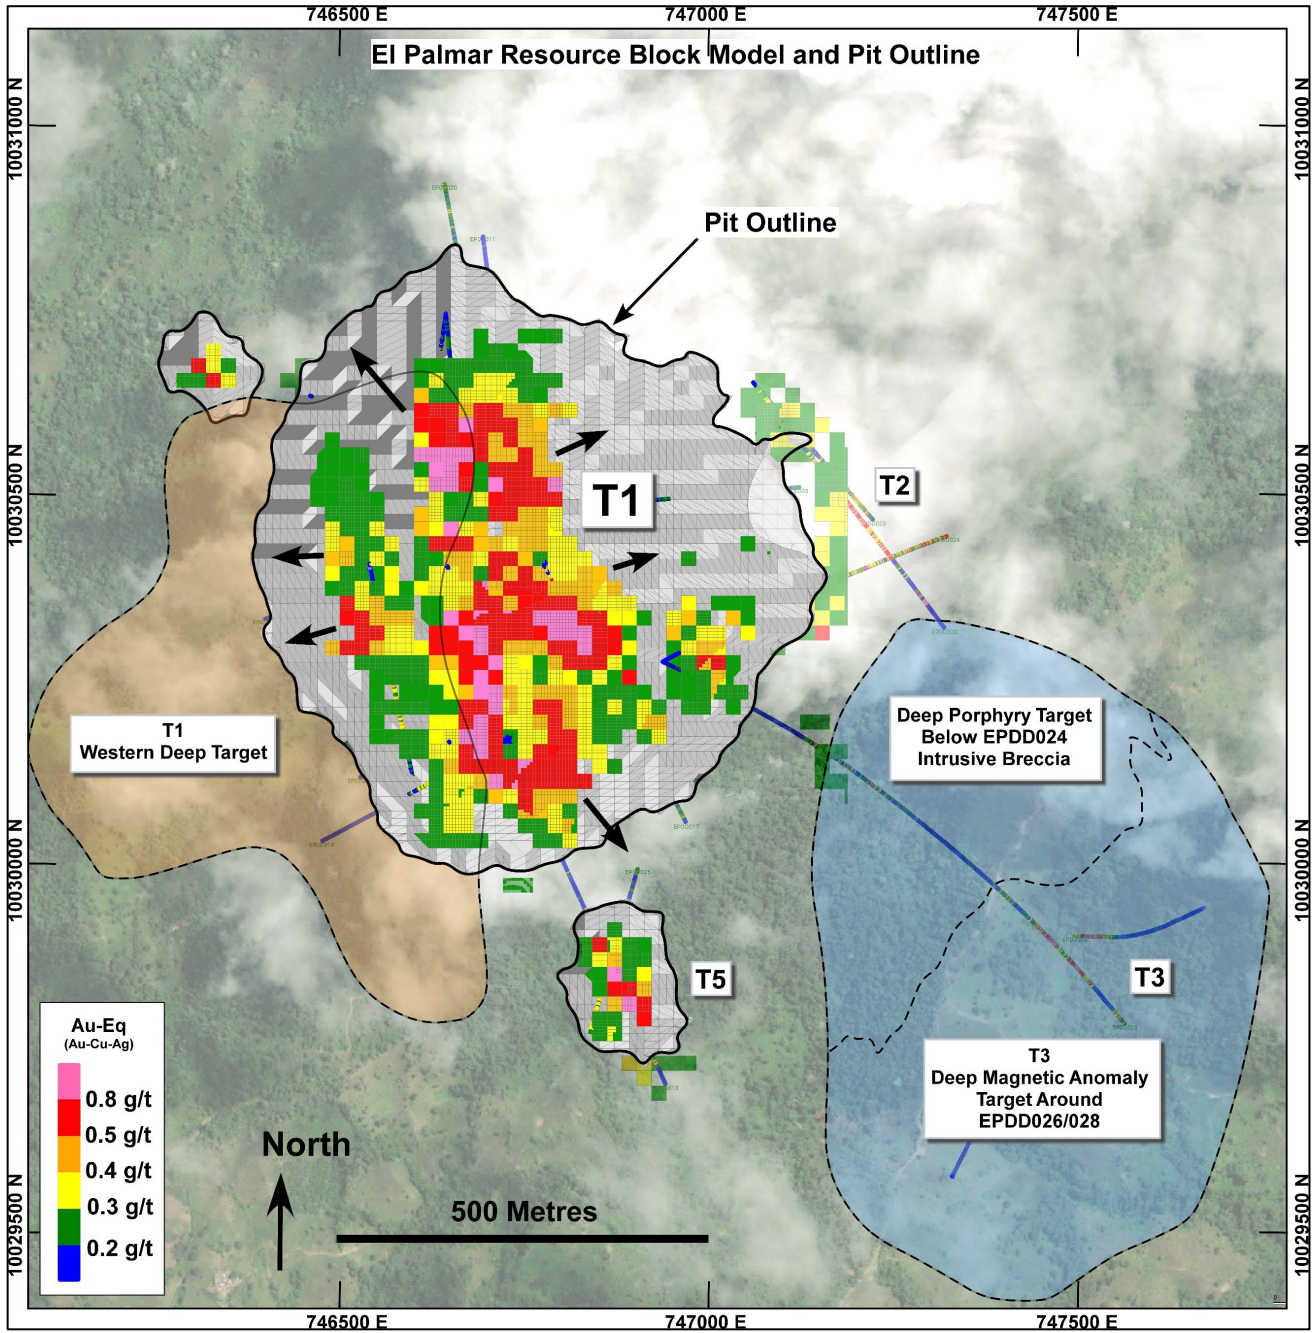 746500 E
747000 E
747500 E
El Palmar Resource Block Model and Pit Outline
10031000 N
10031000 N
Pit Outline
10030500 N
10030500 N
T1
T2
EPDD024
EPDD022
T1
Western Deep Target
Deep Porphyry Target
Below EPDD024
Intrusive Breccia
10030000 N
10030000 N
T5
T3
T3
Deep Magnetic Anomaly
Target Around
EPDD026/028
Au-Eq
(Au-Cu-Ag)
0.8 g/t
0.5 g/t
0.4 g/t
0.3 g/t
0.2 g/t
North
500 Metres
10029500 N
10029500 N
746500 E
747000 E
747500 E